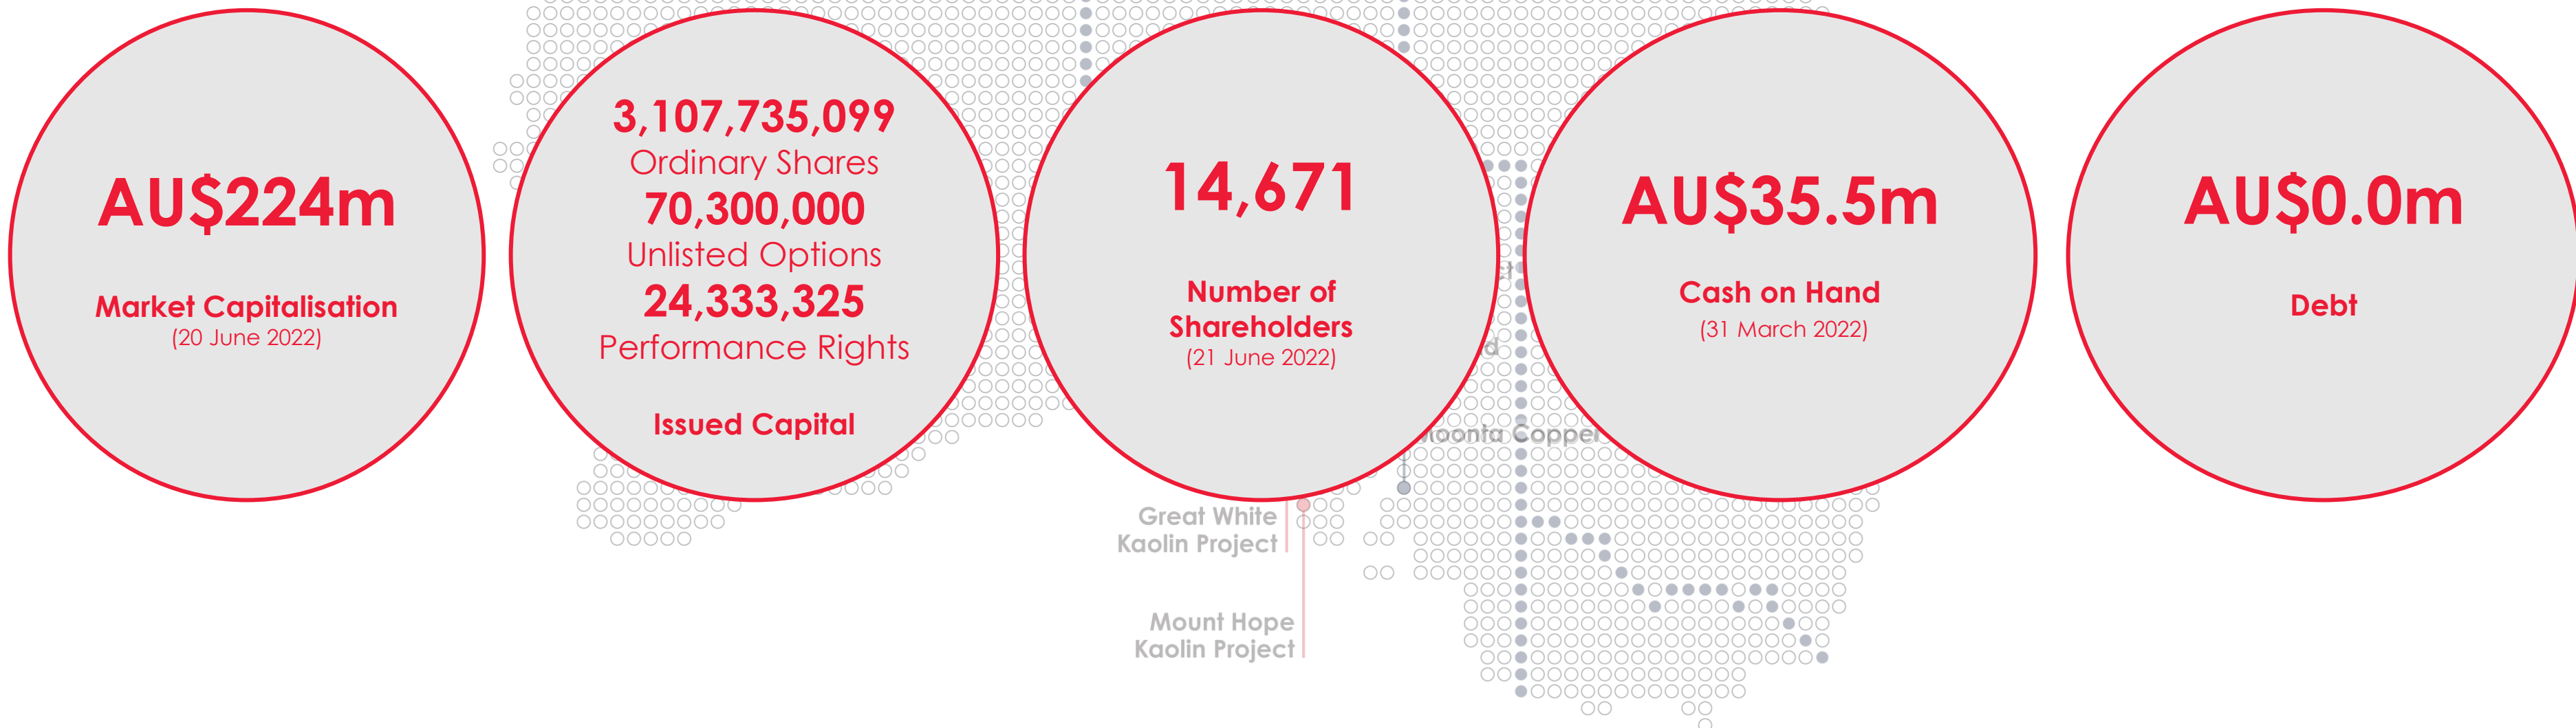 AU$224m
Market Capitalisation
(20 June 2022)
3,107,735,099
Ordinary Shares
70,300,000
Unlisted Options
24,333,325
Performance Rights
Issued Capital
14,671
Number of
Shareholders
(21 June 2022)
AU$35.5m
Cash on Hand
(31 March 2022)
AU$0.0m
Debt
Copper
Great White
Kaolin Project
Mount Hope
Kaolin Project